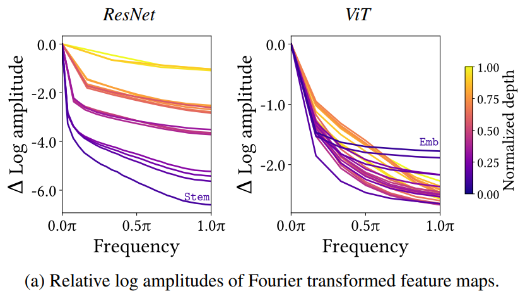 ResNet
ViT
Δ Log amplitude
0.0
-2.0
-4.0
-6.0
Stem
0.0π
0.5π
1.0π
Frequency
Δ Log amplitude
0.0
-1.0
-2.0
Emb
0.0π
0.5π
1.0π
Frequency
1.00
0.75
0.50
0.25
0.00
Normalized depth
(a) Relative log amplitudes of Fourier transformed feature maps.